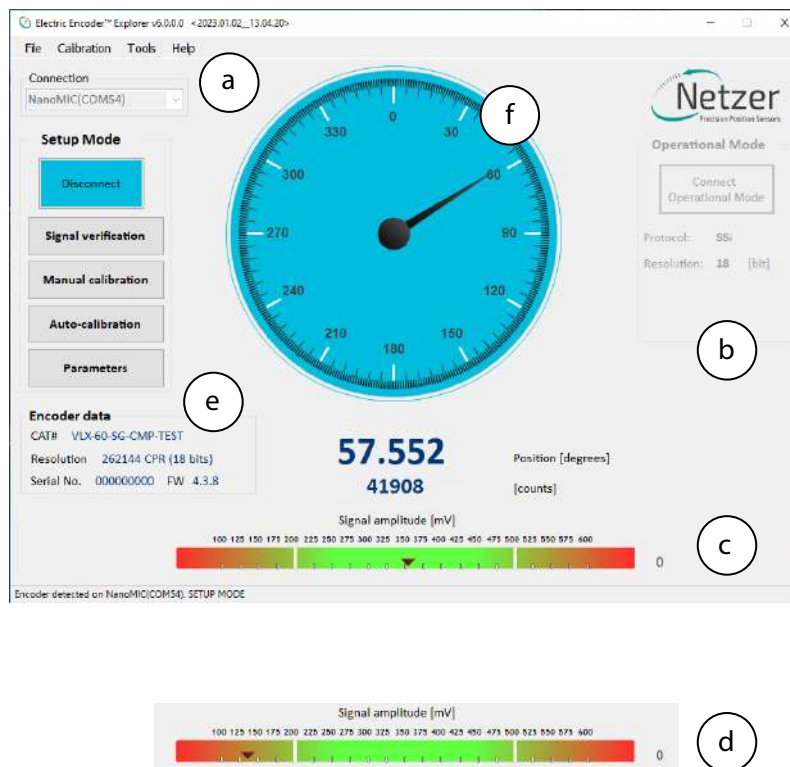 Electric Encoder™ Explorer v6.0.0.0 <2023.01.02__13.04.20>
File Calibration Tools Help
Connection
NanoMIC(COM54)
a
Setup Mode
Disconnect
Signal verification
Manual calibration
Auto-calibration
Parameters
e
Encoder data
CAT# VLX-60-SG-CMP-TEST
Resolution 262144 CPR (18 bits)
Serial No. 000000000 FW 4.3.8
f
0
30
60
90
120
150
180
210
240
270
300
330
57.552 Position [degrees]
41908 [counts]
Netzer
Precision Position Sensors
Operational Mode
Connect
Operational Mode
Protocol: SSi
Resolution: 18 [bit]
b
Signal amplitude [mV]
100 125 150 175 200 225 250 275 300 325 350 375 400 425 450 475 500 525 550 575 600
0
c
Encoder detected on NanoMIC(COM54). SETUP MODE
Signal amplitude [mV]
100 125 150 175 200 225 250 275 300 325 350 375 400 425 450 475 500 525 550 575 600
0
d